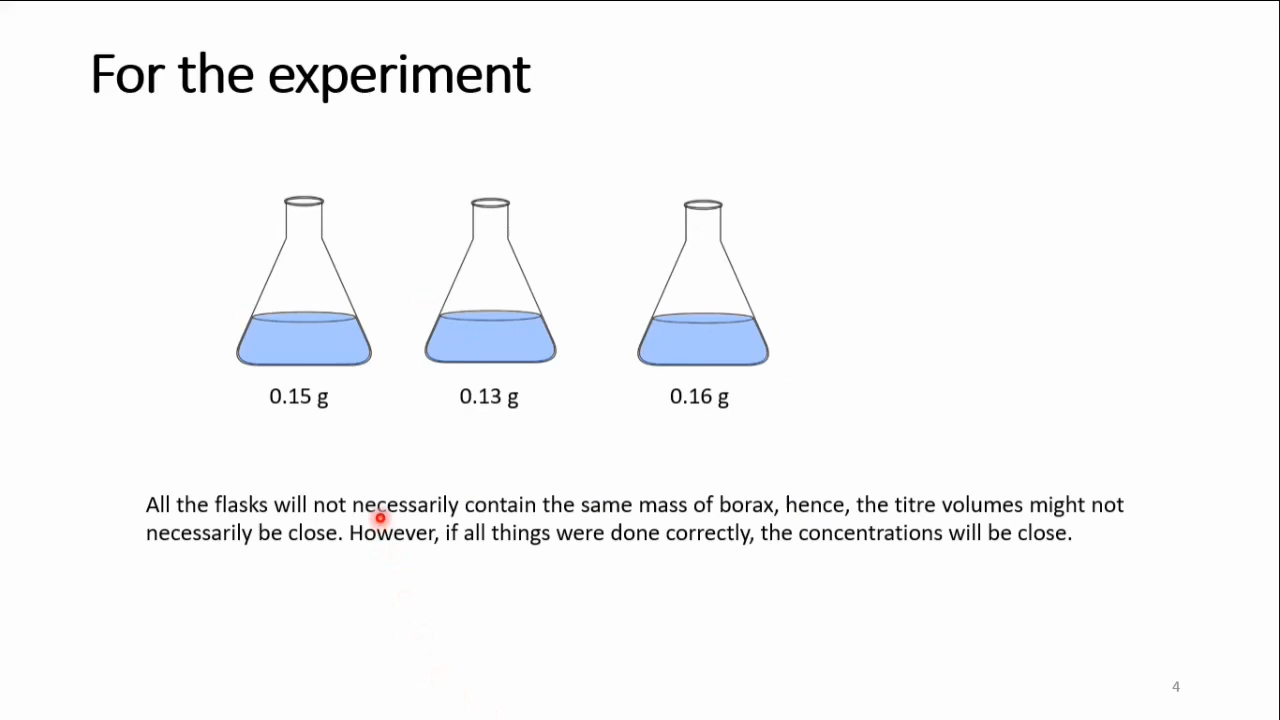 For the experiment
0.15 g
0.13 g
0.16 g
All the flasks will not necessarily contain the same mass of borax, hence, the titre volumes might not
necessarily be close. However, if all things were done correctly, the concentrations will be close.
4